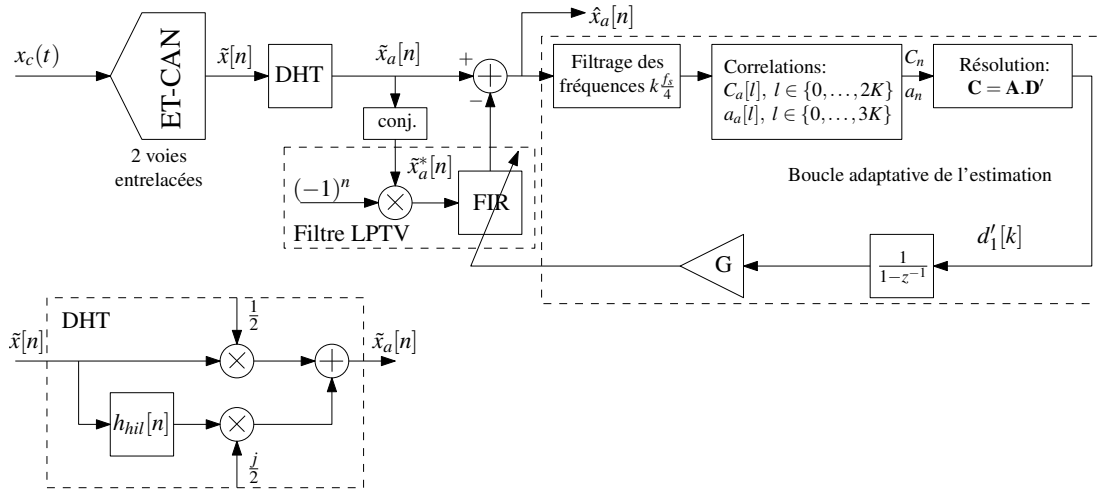 x_c(t)
ET-CAN
2 voies
entrelacées
x̃[n]
DHT
x̃_a[n]
+
−
x̂_a[n]
conj.
x̃*_a[n]
(−1)^n
×
FIR
Filtre LPTV
Filtrage des
fréquences k f_s/4
Correlations:
C_a[l], l ∈ {0,…,2K}
a_a[l], l ∈ {0,…,3K}
C_n
a_n
Résolution:
C = A.D′
Boucle adaptative de l'estimation
d′_1[k]
1/(1−z^{−1})
G
DHT
1/2
x̃[n]
×
+
x̃_a[n]
h_{hil}[n]
×
j/2